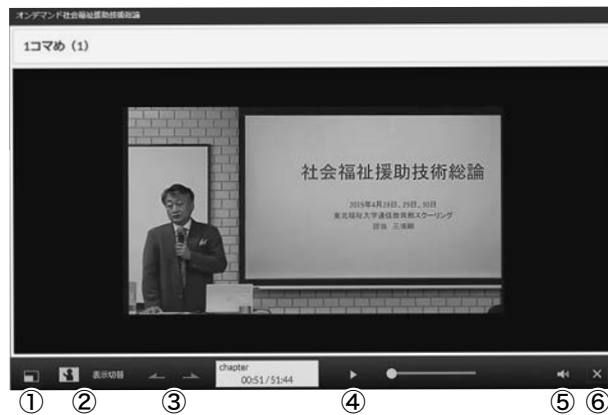 オンデマンド社会福祉援助技術総論
1コマめ (1)
社会福祉援助技術総論
2019年4月28日、29日、30日
東北福祉大学通信教育部スクーリング
担当 三浦剛
表示切替
chapter
00:51 / 51:44
① ② ③ ④ ⑤ ⑥